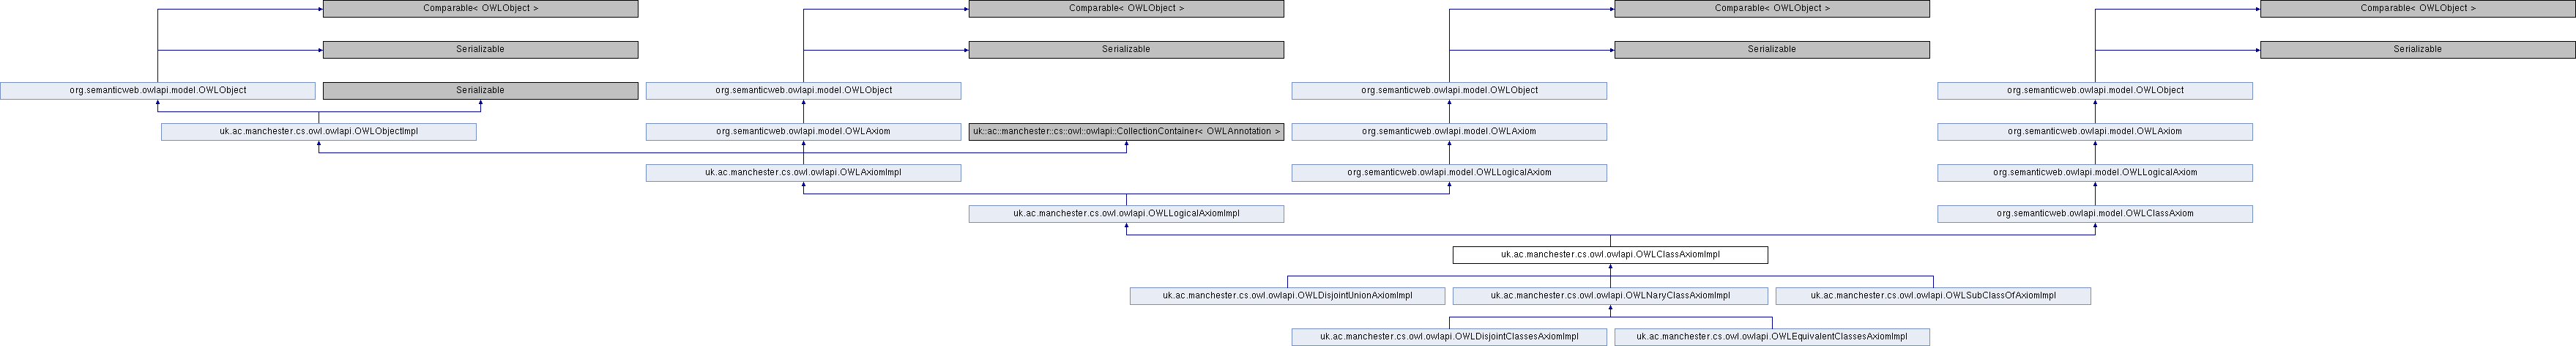 Comparable< OWLObject >
Comparable< OWLObject >
Comparable< OWLObject >
Comparable< OWLObject >
Serializable
Serializable
Serializable
Serializable
org.semanticweb.owlapi.model.OWLObject
Serializable
org.semanticweb.owlapi.model.OWLObject
org.semanticweb.owlapi.model.OWLObject
org.semanticweb.owlapi.model.OWLObject
uk.ac.manchester.cs.owl.owlapi.OWLObjectImpl
org.semanticweb.owlapi.model.OWLAxiom
uk::ac::manchester::cs::owl::owlapi::CollectionContainer< OWLAnnotation >
org.semanticweb.owlapi.model.OWLAxiom
org.semanticweb.owlapi.model.OWLAxiom
uk.ac.manchester.cs.owl.owlapi.OWLAxiomImpl
org.semanticweb.owlapi.model.OWLLogicalAxiom
org.semanticweb.owlapi.model.OWLLogicalAxiom
uk.ac.manchester.cs.owl.owlapi.OWLLogicalAxiomImpl
org.semanticweb.owlapi.model.OWLClassAxiom
uk.ac.manchester.cs.owl.owlapi.OWLClassAxiomImpl
uk.ac.manchester.cs.owl.owlapi.OWLDisjointUnionAxiomImpl
uk.ac.manchester.cs.owl.owlapi.OWLNaryClassAxiomImpl
uk.ac.manchester.cs.owl.owlapi.OWLSubClassOfAxiomImpl
uk.ac.manchester.cs.owl.owlapi.OWLDisjointClassesAxiomImpl
uk.ac.manchester.cs.owl.owlapi.OWLEquivalentClassesAxiomImpl